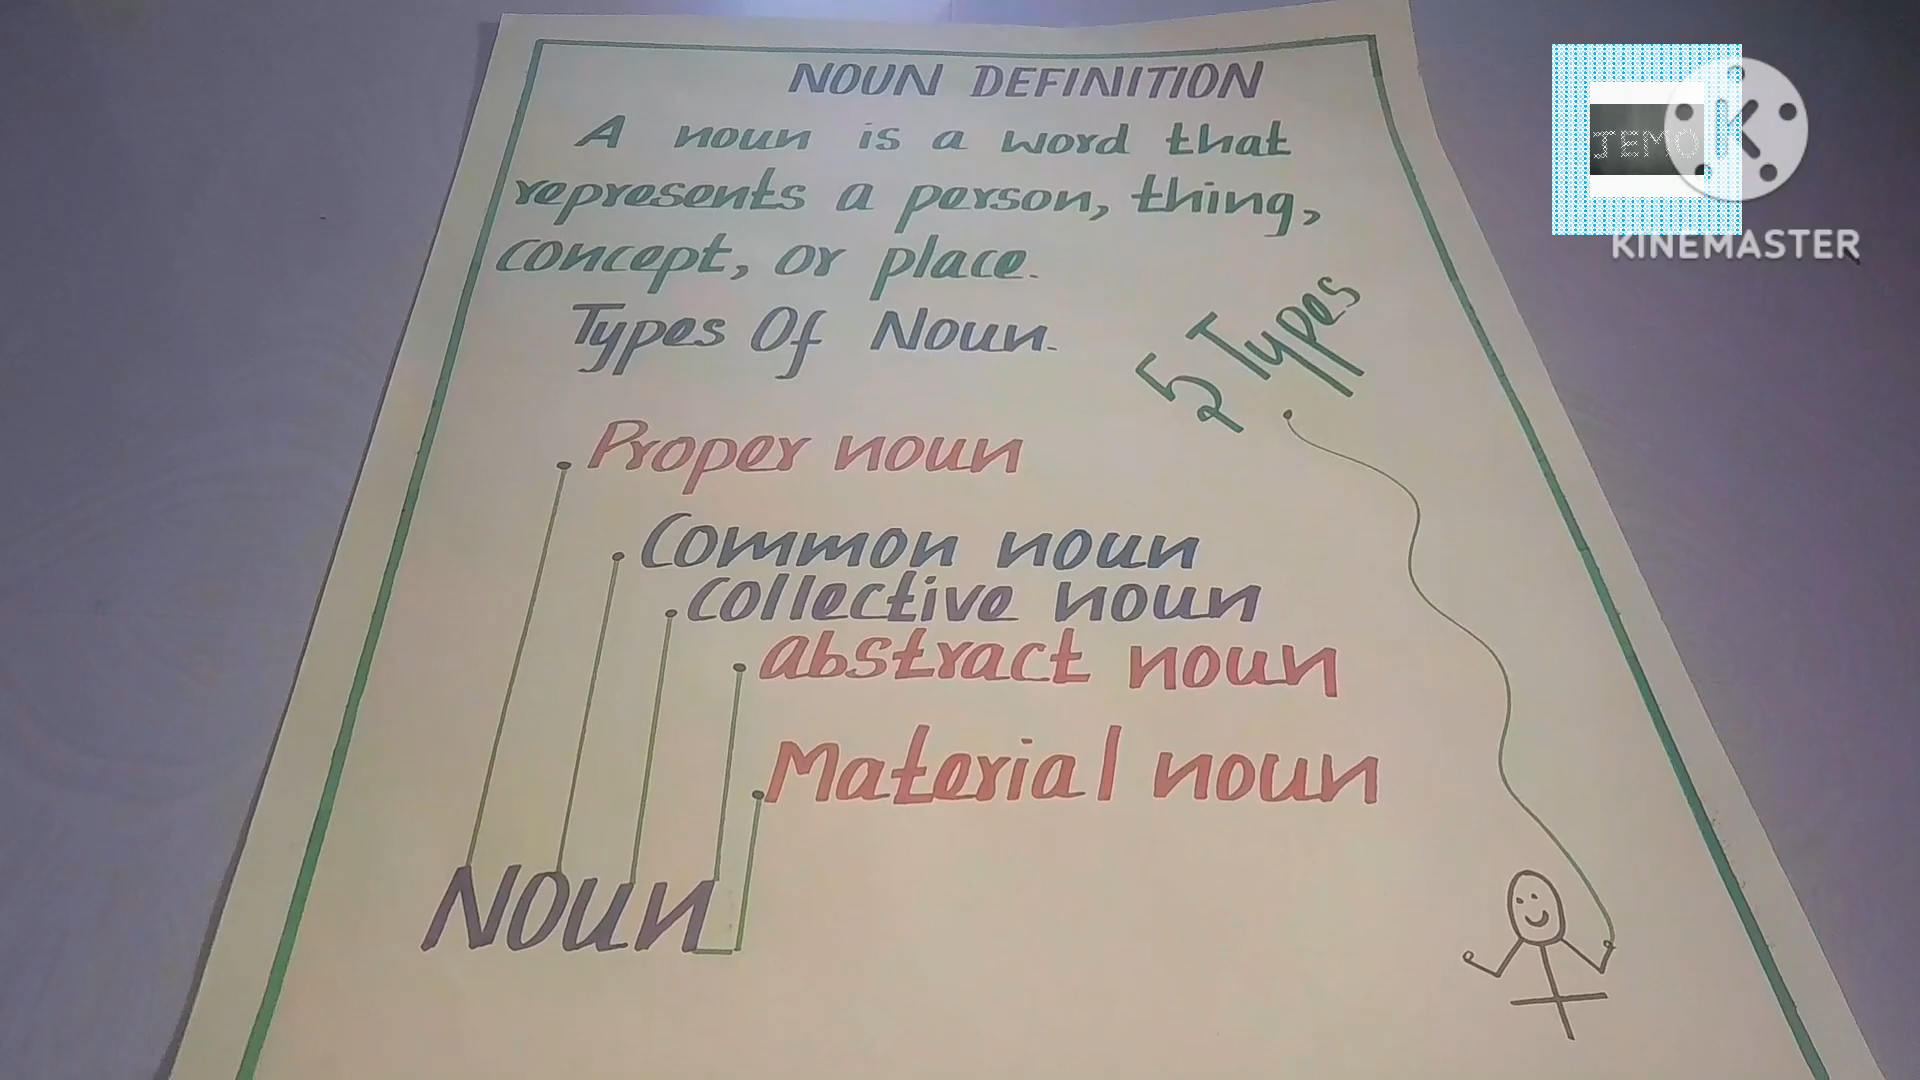 NOUN DEFINITION
A noun is a word that
represents a person, thing,
concept, or place.
Types Of Noun.
5 Types
Proper noun
Common noun
collective noun
abstract noun
Material noun
NOUN
JEMO
K
KINEMASTER